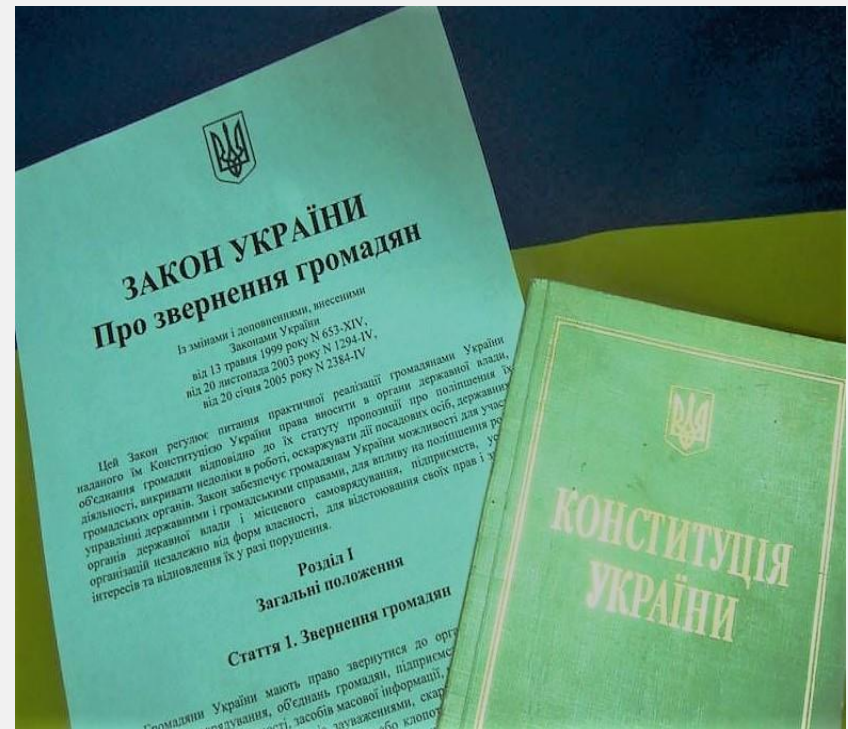 ЗАКОН УКРАЇНИ
Про звернення громадян
Із змінами і доповненнями, внесеними
Законами України
від 13 травня 1999 року N 653-XIV,
від 20 листопада 2003 року N 1294-IV,
від 20 січня 2005 року N 2384-IV
Цей Закон регулює питання практичної реалізації громадянами України
наданого їм Конституцією України права вносити в органи державної влади,
об'єднання громадян відповідно до їх статуту пропозиції про полішення їх
діяльності, викривати недоліки в роботі, оскаржувати дії посадових осіб, державних
громадських органів. Закон забезпечує громадянам України можливості для
управлінні державними і громадськими справами, для впливу на поліпшення
органів державної влади і місцевого самоврядування, підприємств,
організацій незалежно від форм власності, для відстоювання своїх прав і
інтересів та відновлення їх у разі порушення.
Розділ I
Загальні положення
Стаття 1. Звернення громадян
Громадяни України мають право звернутися до
об'єднань громадян,
засобів масової інформації,
зауваженнями,
або
КОНСТИТУЦІЯ
УКРАЇНИ